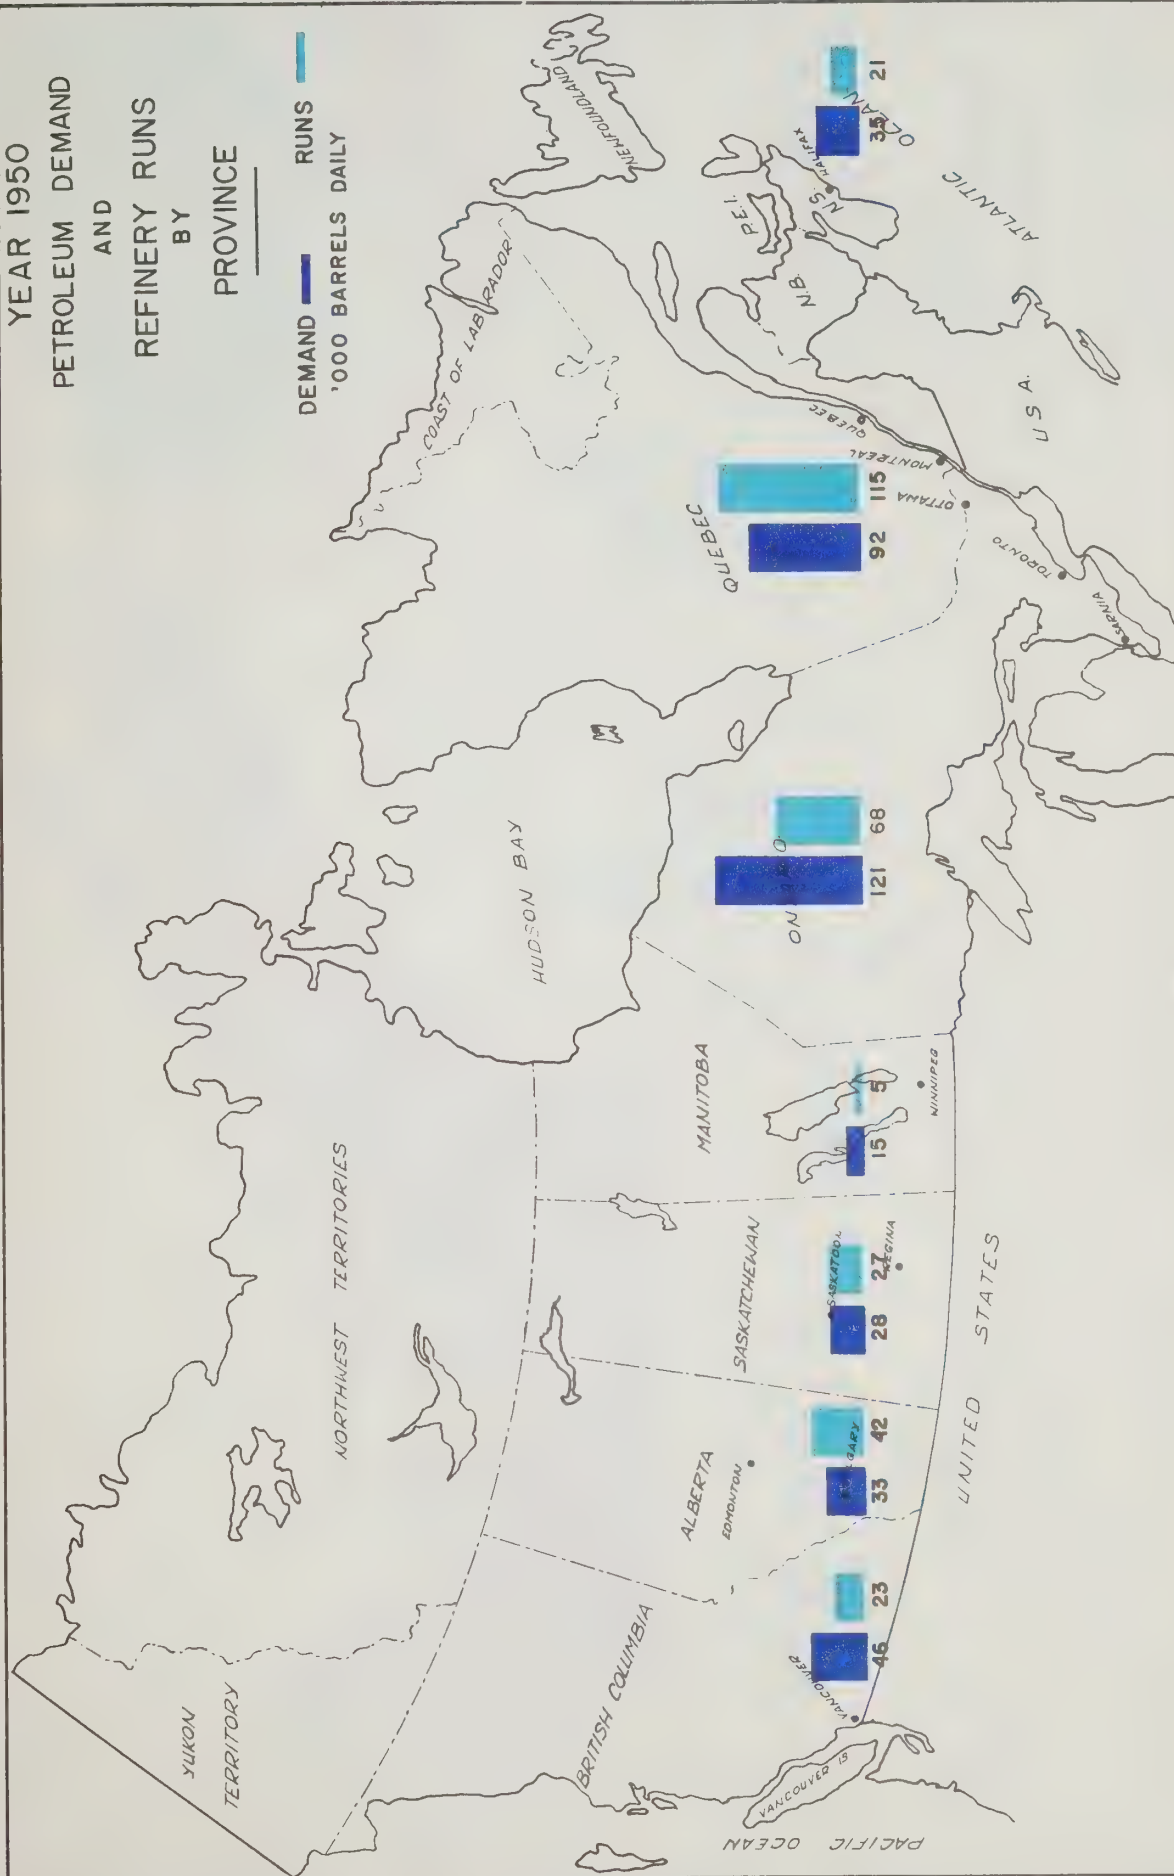 YEAR 1950
PETROLEUM DEMAND
AND
REFINERY RUNS
BY
PROVINCE
DEMAND RUNS
'000 BARRELS DAILY
YUKON
TERRITORY
NORTHWEST TERRITORIES
HUDSON BAY
COAST OF LABRADOR
NEWFOUNDLAND
BRITISH COLUMBIA
ALBERTA
EDMONTON
SASKATCHEWAN
MANITOBA
QUEBEC
P.E.I.
N.B.
N.S.
HALIFAX
VANCOUVER
SASKATOON
REGINA
WINNIPEG
QUEBEC
MONTREAL
OTTAWA
TORONTO
SARNIA
46 23
33 42
28 27
15 5
121 68
92 115
35 21
VANCOUVER IS
PACIFIC OCEAN
UNITED STATES
U S A.
ATLANTIC
OCEAN